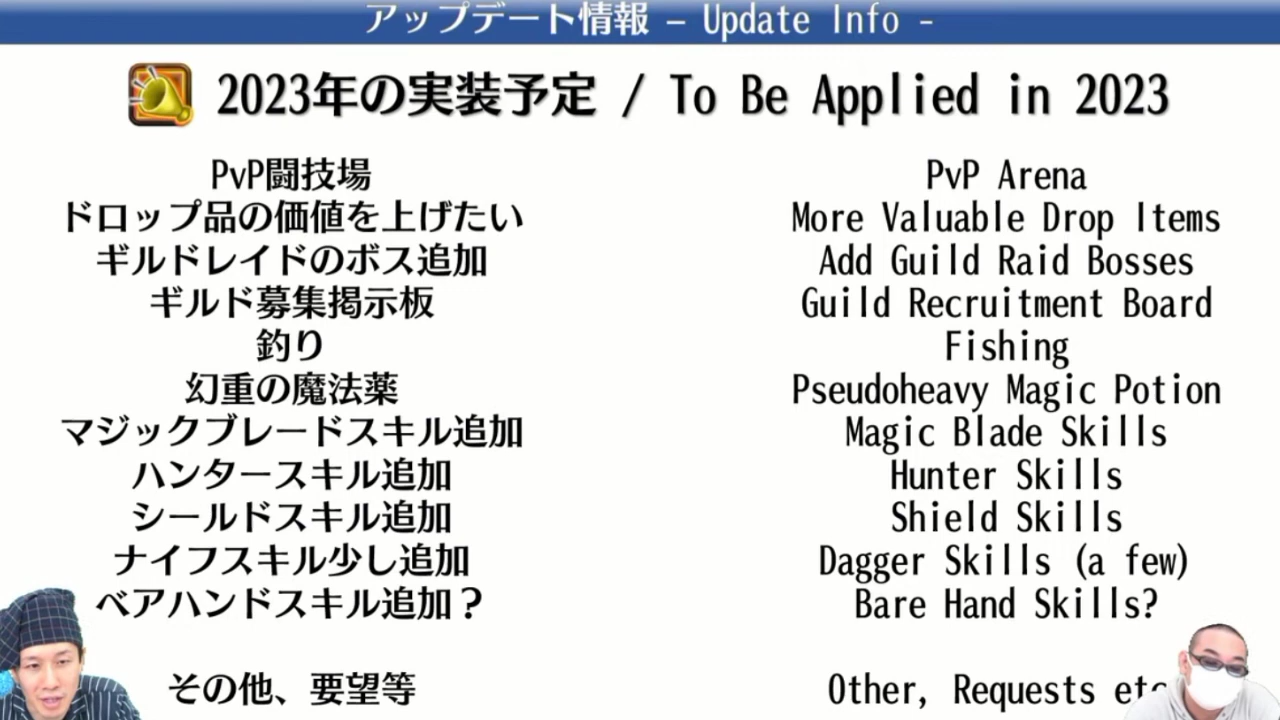 アップデート情報 – Update Info -
2023年の実装予定 / To Be Applied in 2023
PvP闘技場 PvP Arena
ドロップ品の価値を上げたい More Valuable Drop Items
ギルドレイドのボス追加 Add Guild Raid Bosses
ギルド募集掲示板 Guild Recruitment Board
釣り Fishing
幻重の魔法薬 Pseudoheavy Magic Potion
マジックブレードスキル追加 Magic Blade Skills
ハンタースキル追加 Hunter Skills
シールドスキル追加 Shield Skills
ナイフスキル少し追加 Dagger Skills (a few)
ベアハンドスキル追加？ Bare Hand Skills?
その他、要望等 Other, Requests etc